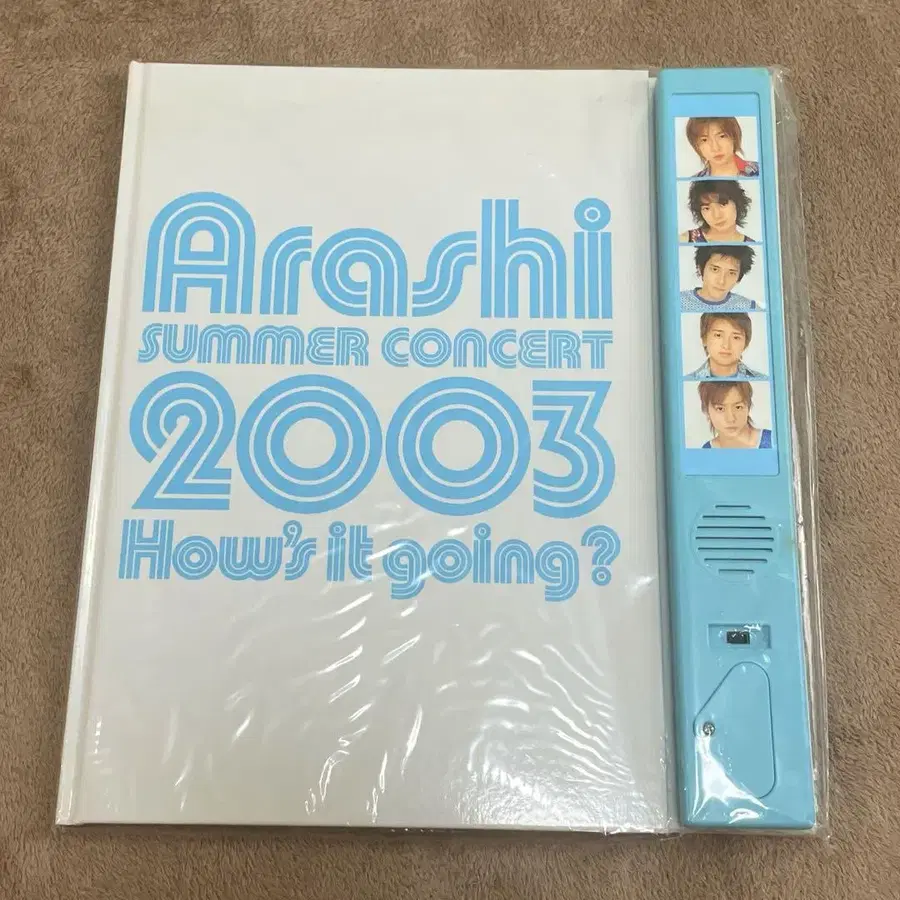 Arashi
SUMMER CONCERT
2003
How's it going?